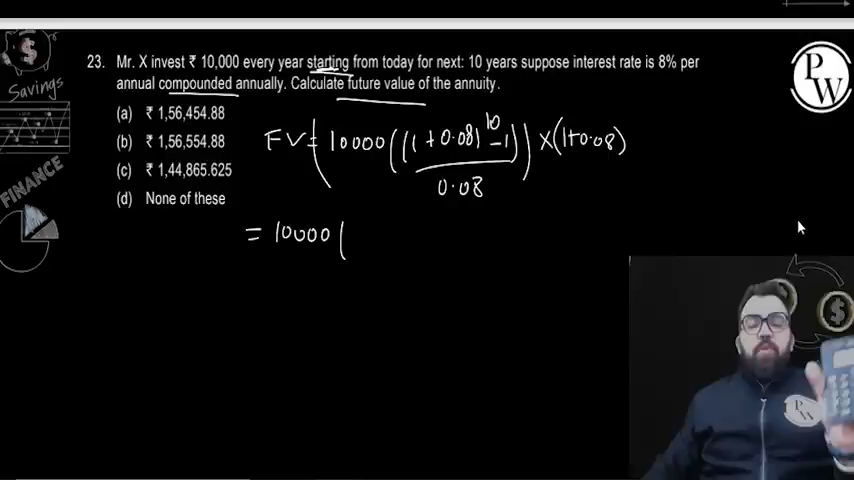 Savings
FINANCE
P
W
23. Mr. X invest ₹ 10,000 every year starting from today for next: 10 years suppose interest rate is 8% per
annual compounded annually. Calculate future value of the annuity.
(a) ₹ 1,56,454.88
(b) ₹ 1,56,554.88
(c) ₹ 1,44,865.625
(d) None of these
FV = (10000 (((1+0.08)^10 -1)/0.08)) X (1+0.08)
= 10000 (
PW